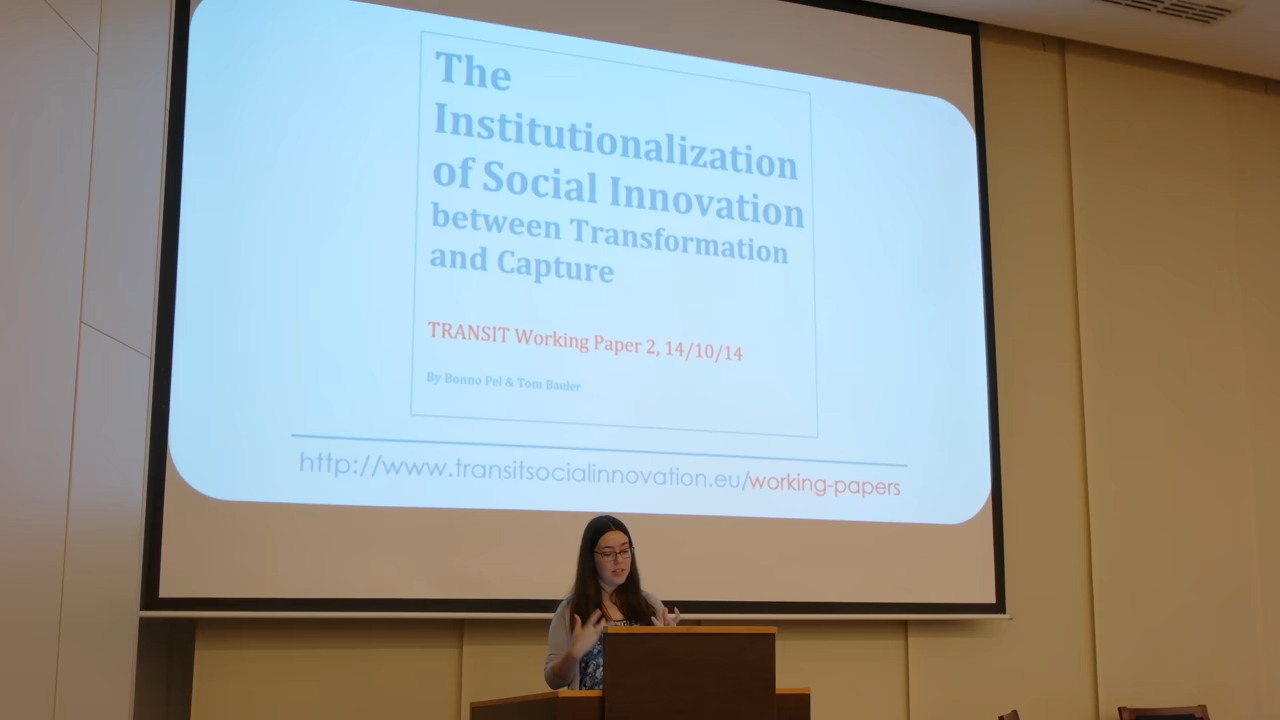 The
Institutionalization
of Social Innovation
between Transformation
and Capture
TRANSIT Working Paper 2, 14/10/14
By Bonno Pel & Tom Bauler
http://www.transitsocialinnovation.eu/working-papers